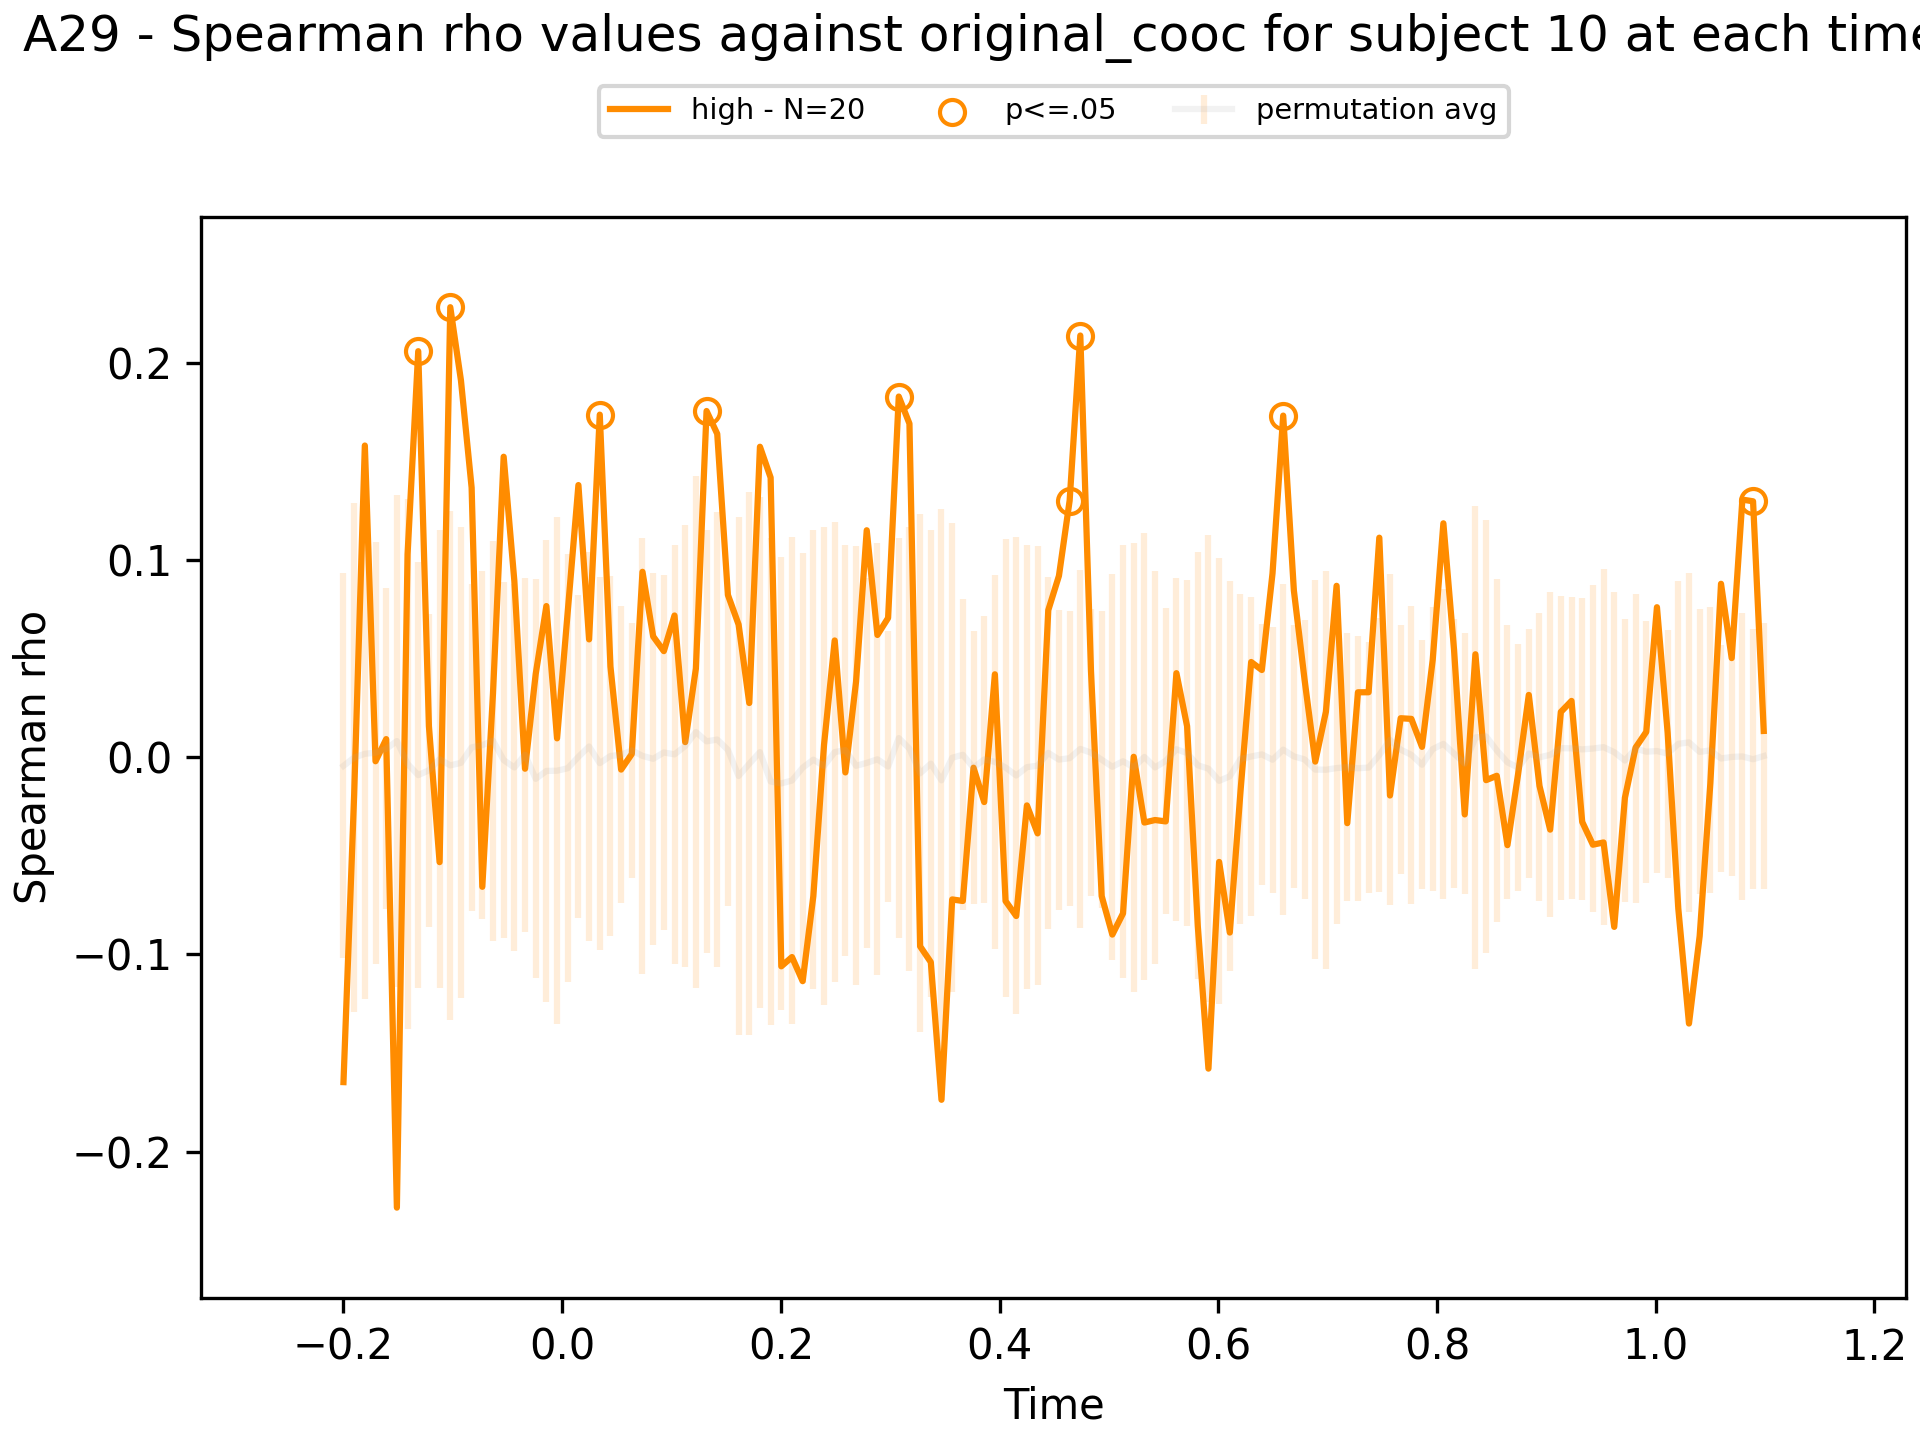 A29 - Spearman rho values against original_cooc for subject 10 at each time
high - N=20 p<=.05 permutation avg
Spearman rho
0.2
0.1
0.0
−0.1
−0.2
−0.2 0.0 0.2 0.4 0.6 0.8 1.0 1.2
Time